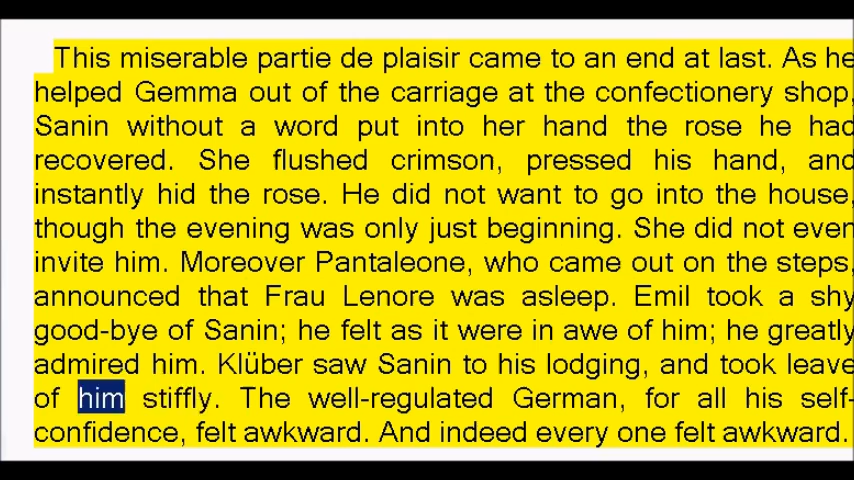 This miserable partie de plaisir came to an end at last. As he
helped Gemma out of the carriage at the confectionery shop,
Sanin without a word put into her hand the rose he had
recovered. She flushed crimson, pressed his hand, and
instantly hid the rose. He did not want to go into the house,
though the evening was only just beginning. She did not even
invite him. Moreover Pantaleone, who came out on the steps,
announced that Frau Lenore was asleep. Emil took a shy
good-bye of Sanin; he felt as it were in awe of him; he greatly
admired him. Klüber saw Sanin to his lodging, and took leave
of him stiffly. The well-regulated German, for all his self-
confidence, felt awkward. And indeed every one felt awkward.